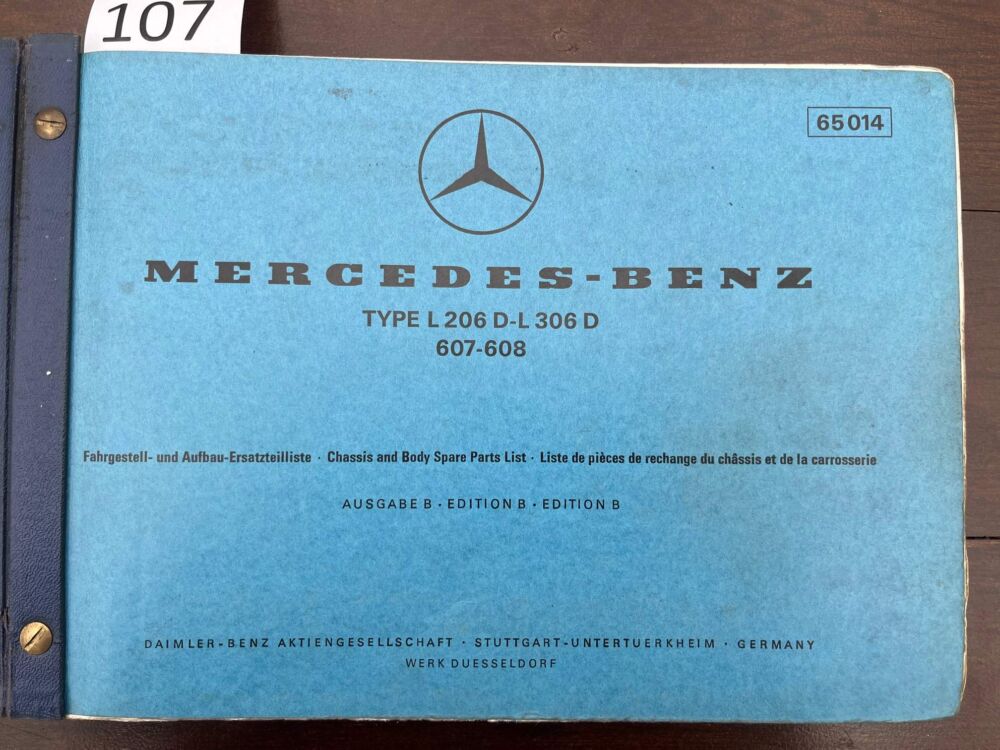 107
65 014
MERCEDES-BENZ
TYPE L 206 D-L 306 D
607-608
Fahrgestell- und Aufbau-Ersatzteilliste · Chassis and Body Spare Parts List · Liste de pièces de rechange du châssis et de la carrosserie
AUSGABE B · EDITION B · EDITION B
DAIMLER-BENZ AKTIENGESELLSCHAFT · STUTTGART-UNTERTUERKHEIM · GERMANY
WERK DUESSELDORF